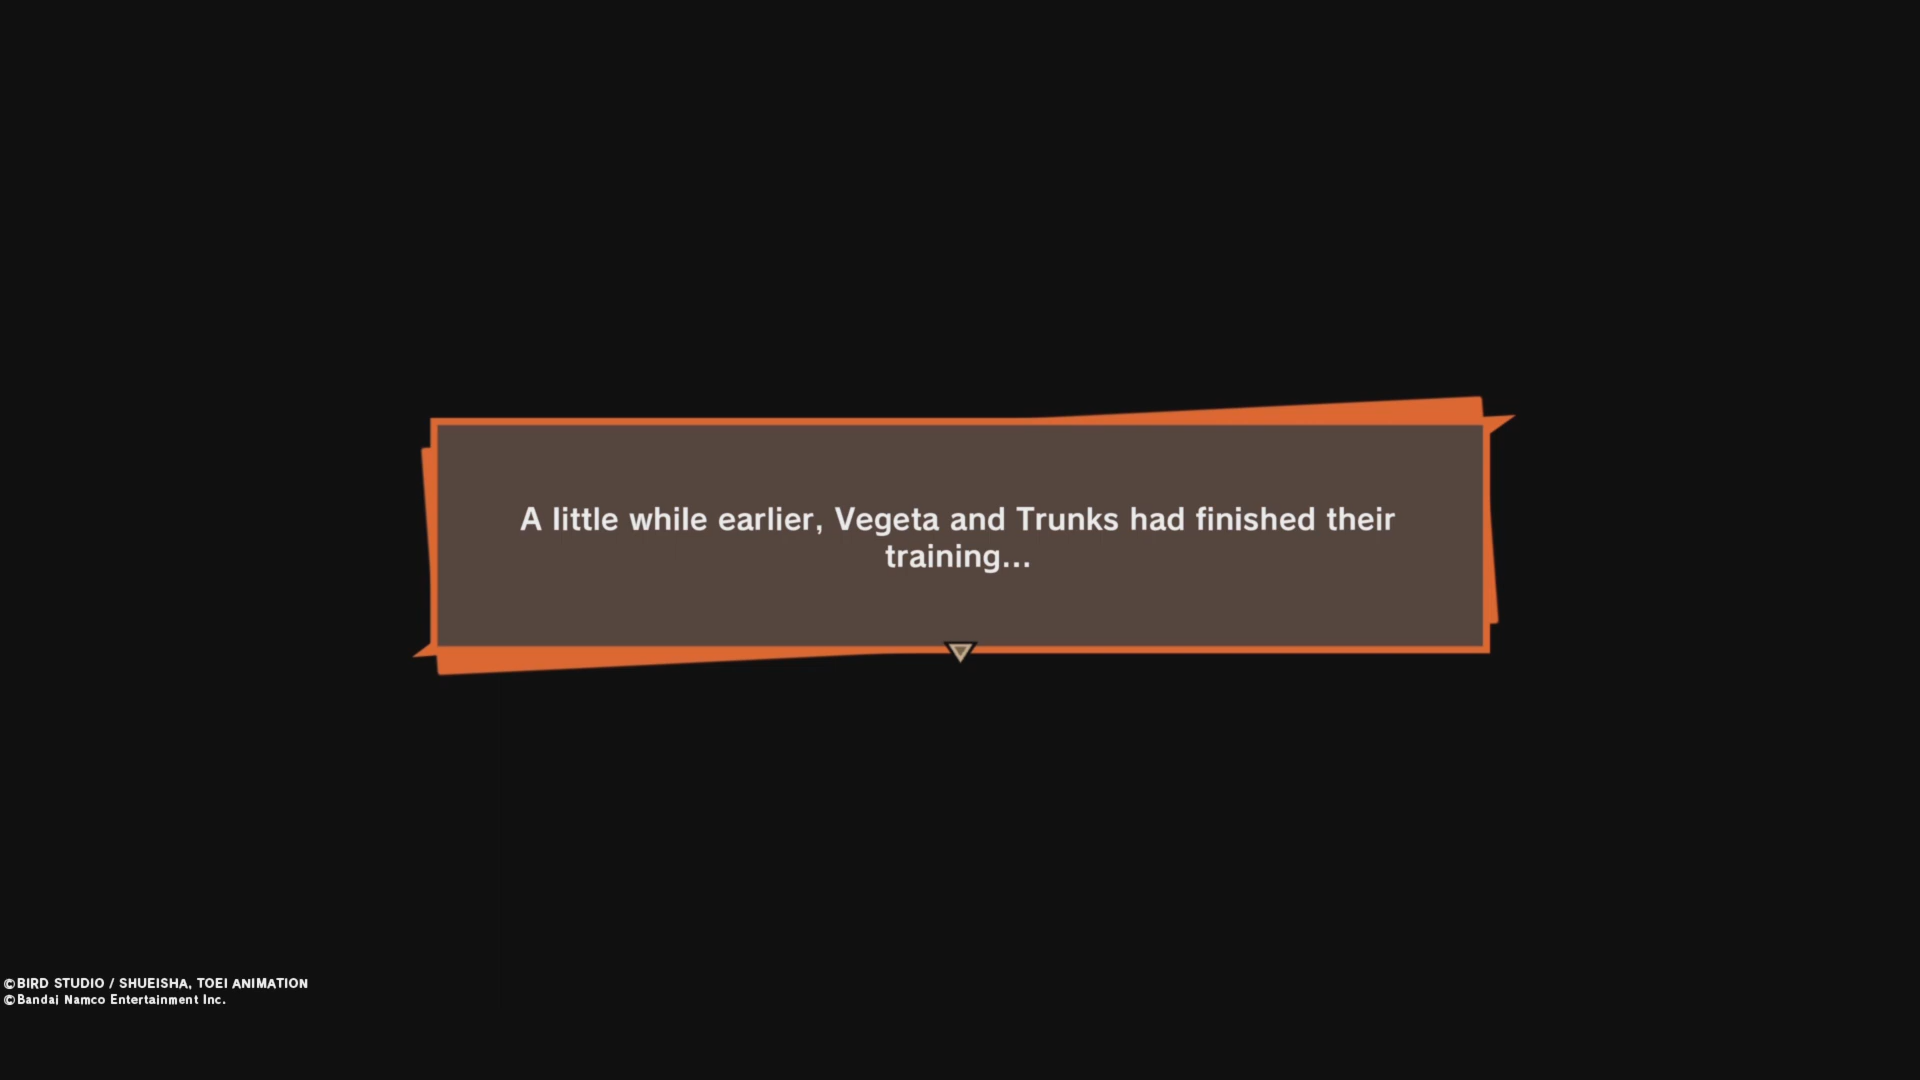 A little while earlier, Vegeta and Trunks had finished their
training...
©BIRD STUDIO / SHUEISHA, TOEI ANIMATION
©Bandai Namco Entertainment Inc.